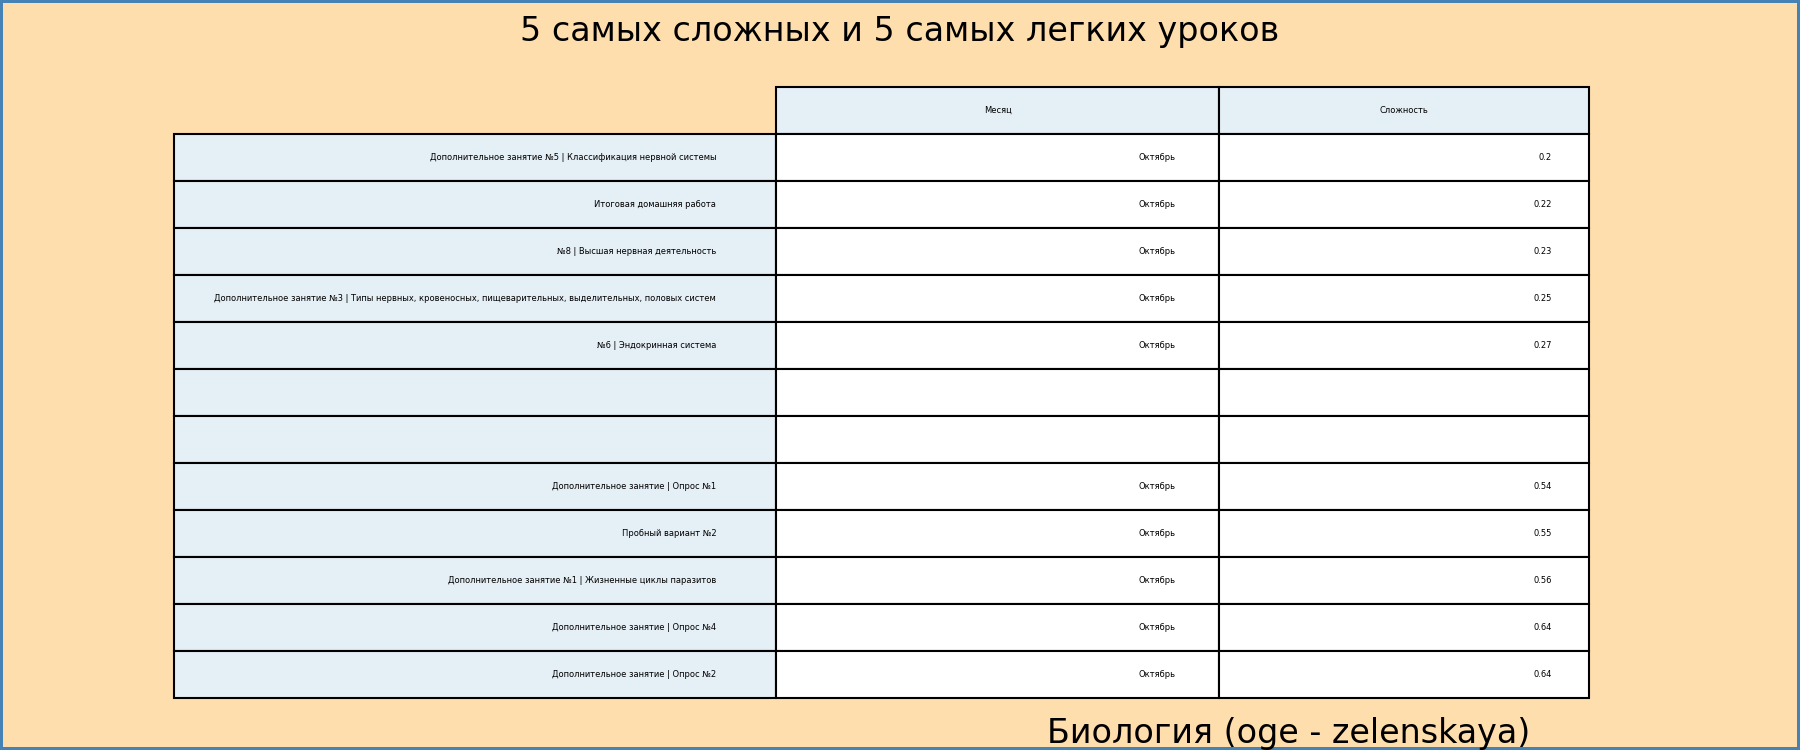 5 самых сложных и 5 самых легких уроков
Месяц Сложность
Дополнительное занятие №5 | Классификация нервной системы Октябрь 0.2
Итоговая домашняя работа Октябрь 0.22
№8 | Высшая нервная деятельность Октябрь 0.23
Дополнительное занятие №3 | Типы нервных, кровеносных, пищеварительных, выделительных, половых систем Октябрь 0.25
№6 | Эндокринная система Октябрь 0.27
Дополнительное занятие | Опрос №1 Октябрь 0.54
Пробный вариант №2 Октябрь 0.55
Дополнительное занятие №1 | Жизненные циклы паразитов Октябрь 0.56
Дополнительное занятие | Опрос №4 Октябрь 0.64
Дополнительное занятие | Опрос №2 Октябрь 0.64
Биология (oge - zelenskaya)